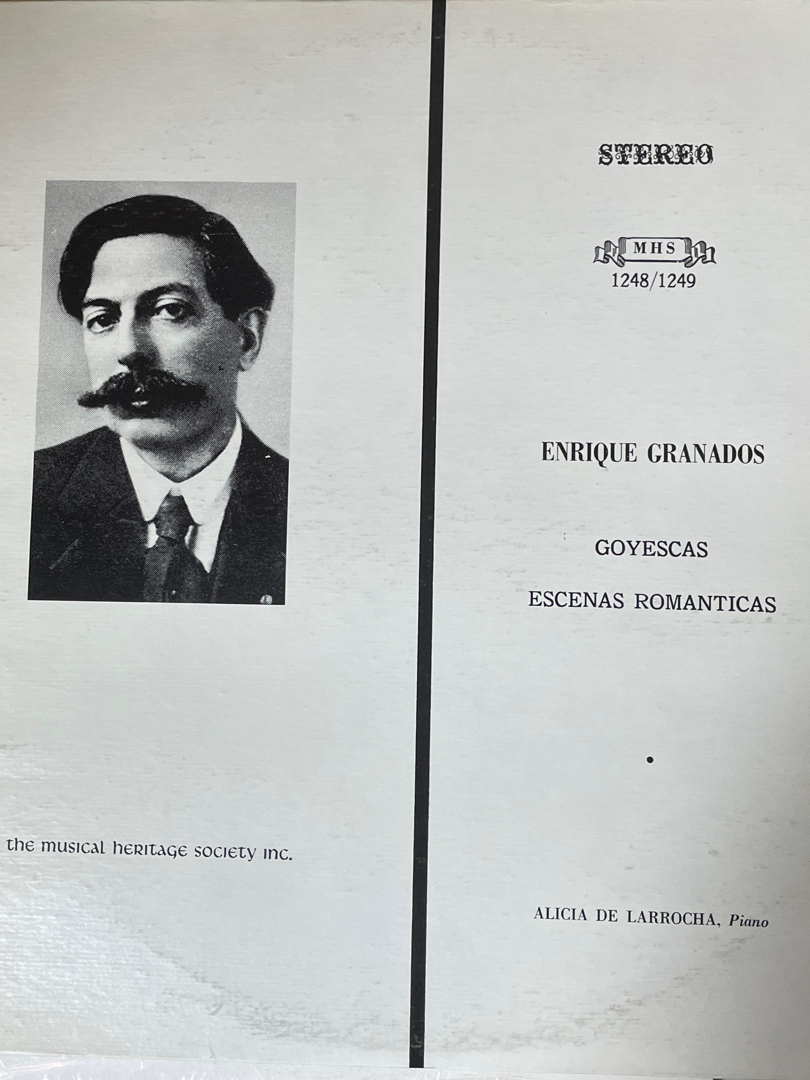 STEREO
MHS
1248/1249
ENRIQUE GRANADOS
GOYESCAS
ESCENAS ROMANTICAS
the musical heritage society inc.
ALICIA DE LARROCHA, Piano